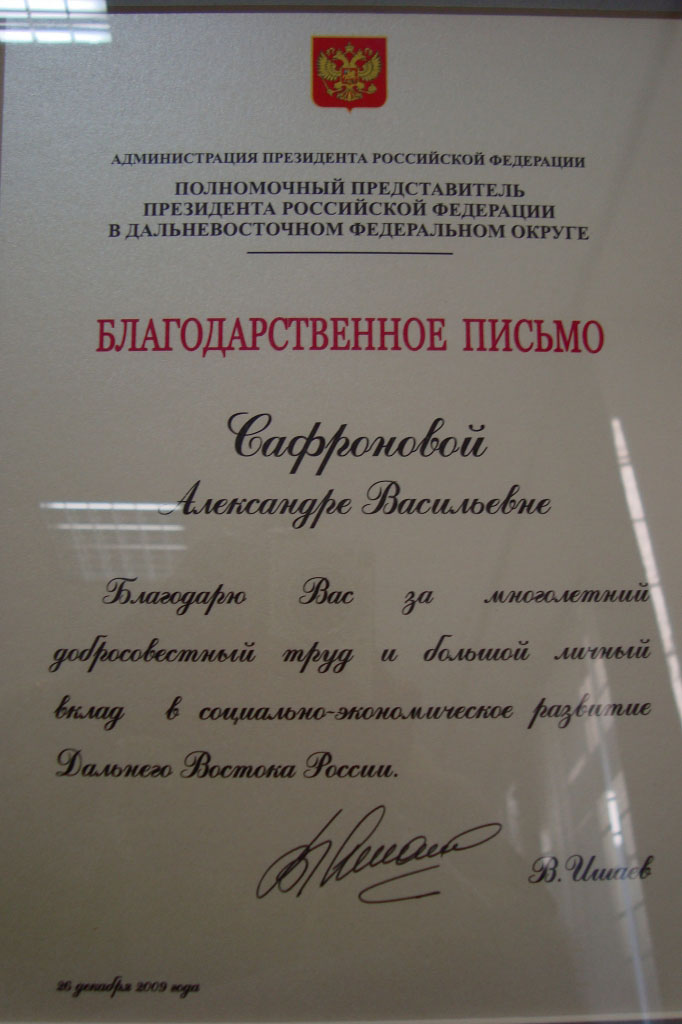 АДМИНИСТРАЦИЯ ПРЕЗИДЕНТА РОССИЙСКОЙ ФЕДЕРАЦИИ
ПОЛНОМОЧНЫЙ ПРЕДСТАВИТЕЛЬ
ПРЕЗИДЕНТА РОССИЙСКОЙ ФЕДЕРАЦИИ
В ДАЛЬНЕВОСТОЧНОМ ФЕДЕРАЛЬНОМ ОКРУГЕ
БЛАГОДАРСТВЕННОЕ ПИСЬМО
Сафроновой
Александре Васильевне
Благодарю Вас за многолетний
добросовестный труд и большой личный
вклад в социально-экономическое развитие
Дальнего Востока России.
В.Ишаев
26 декабря 2009 года